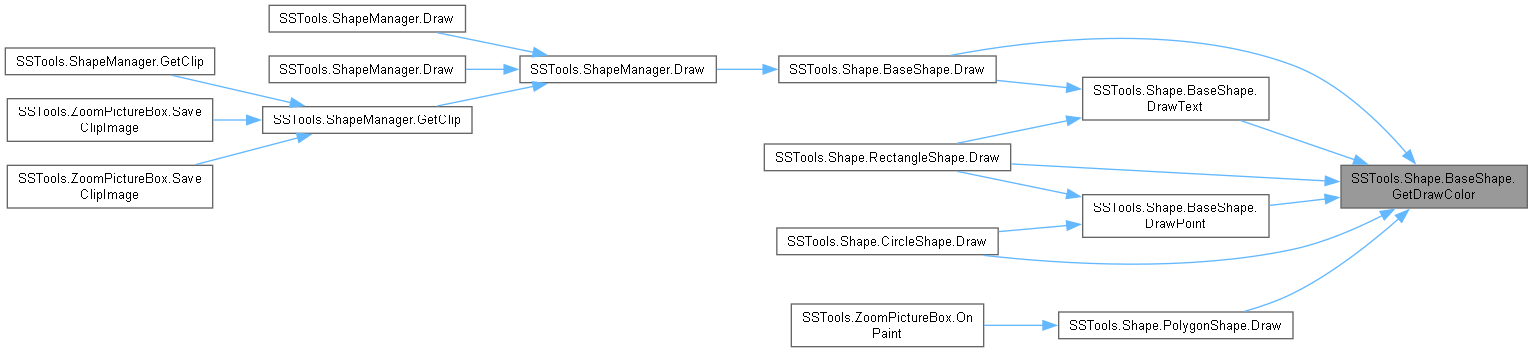 SSTools.ShapeManager.Draw
SSTools.ShapeManager.GetClip
SSTools.ShapeManager.Draw
SSTools.ShapeManager.Draw
SSTools.Shape.BaseShape.Draw
SSTools.Shape.BaseShape.
DrawText
SSTools.ZoomPictureBox.Save
ClipImage
SSTools.ShapeManager.GetClip
SSTools.Shape.RectangleShape.Draw
SSTools.ZoomPictureBox.Save
ClipImage
SSTools.Shape.BaseShape.
GetDrawColor
SSTools.Shape.BaseShape.
DrawPoint
SSTools.Shape.CircleShape.Draw
SSTools.ZoomPictureBox.On
Paint
SSTools.Shape.PolygonShape.Draw